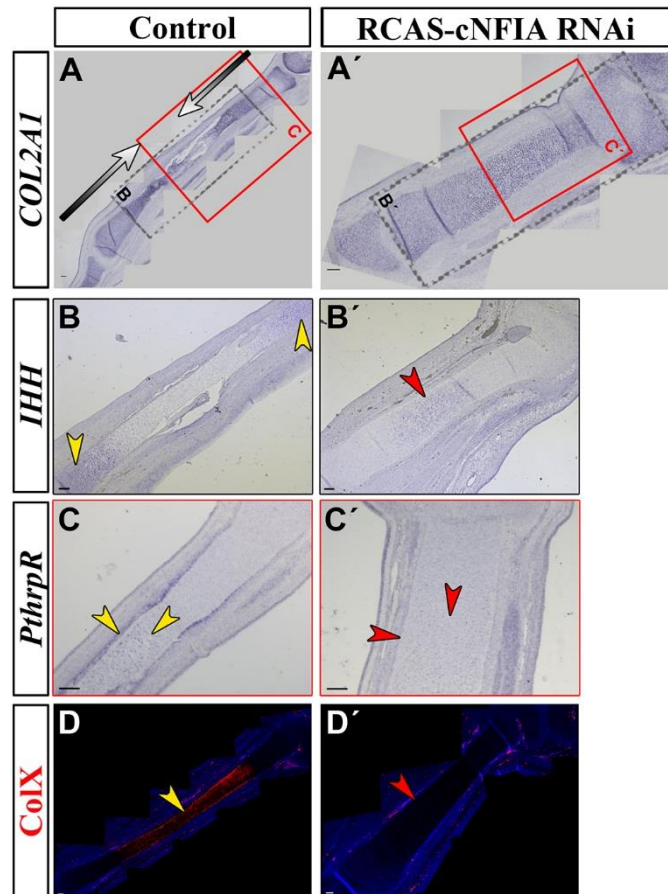 Control
RCAS-cNFIA RNAi
COL2A1
A
C
B
A´
C´
B´
IHH
B
B´
PthrpR
C
C´
ColX
D
D´